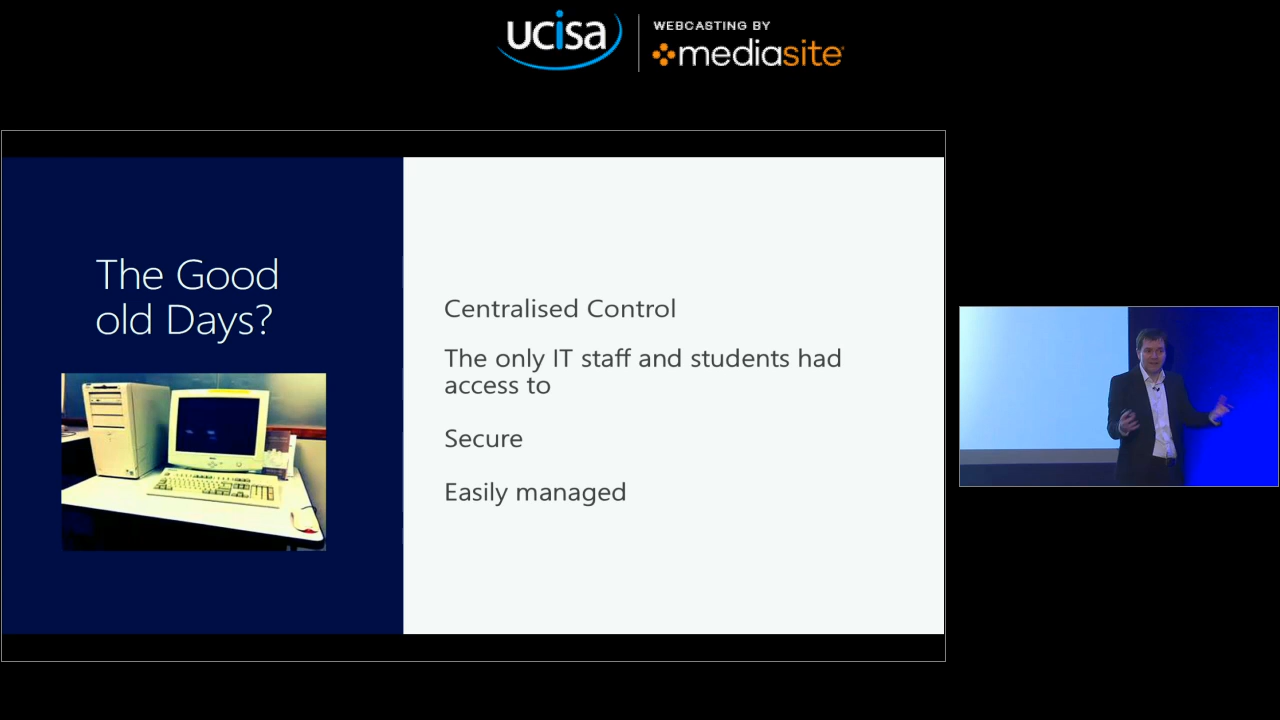 ucisa
WEBCASTING BY
mediasite
The Good
old Days?
Centralised Control
The only IT staff and students had
access to
Secure
Easily managed